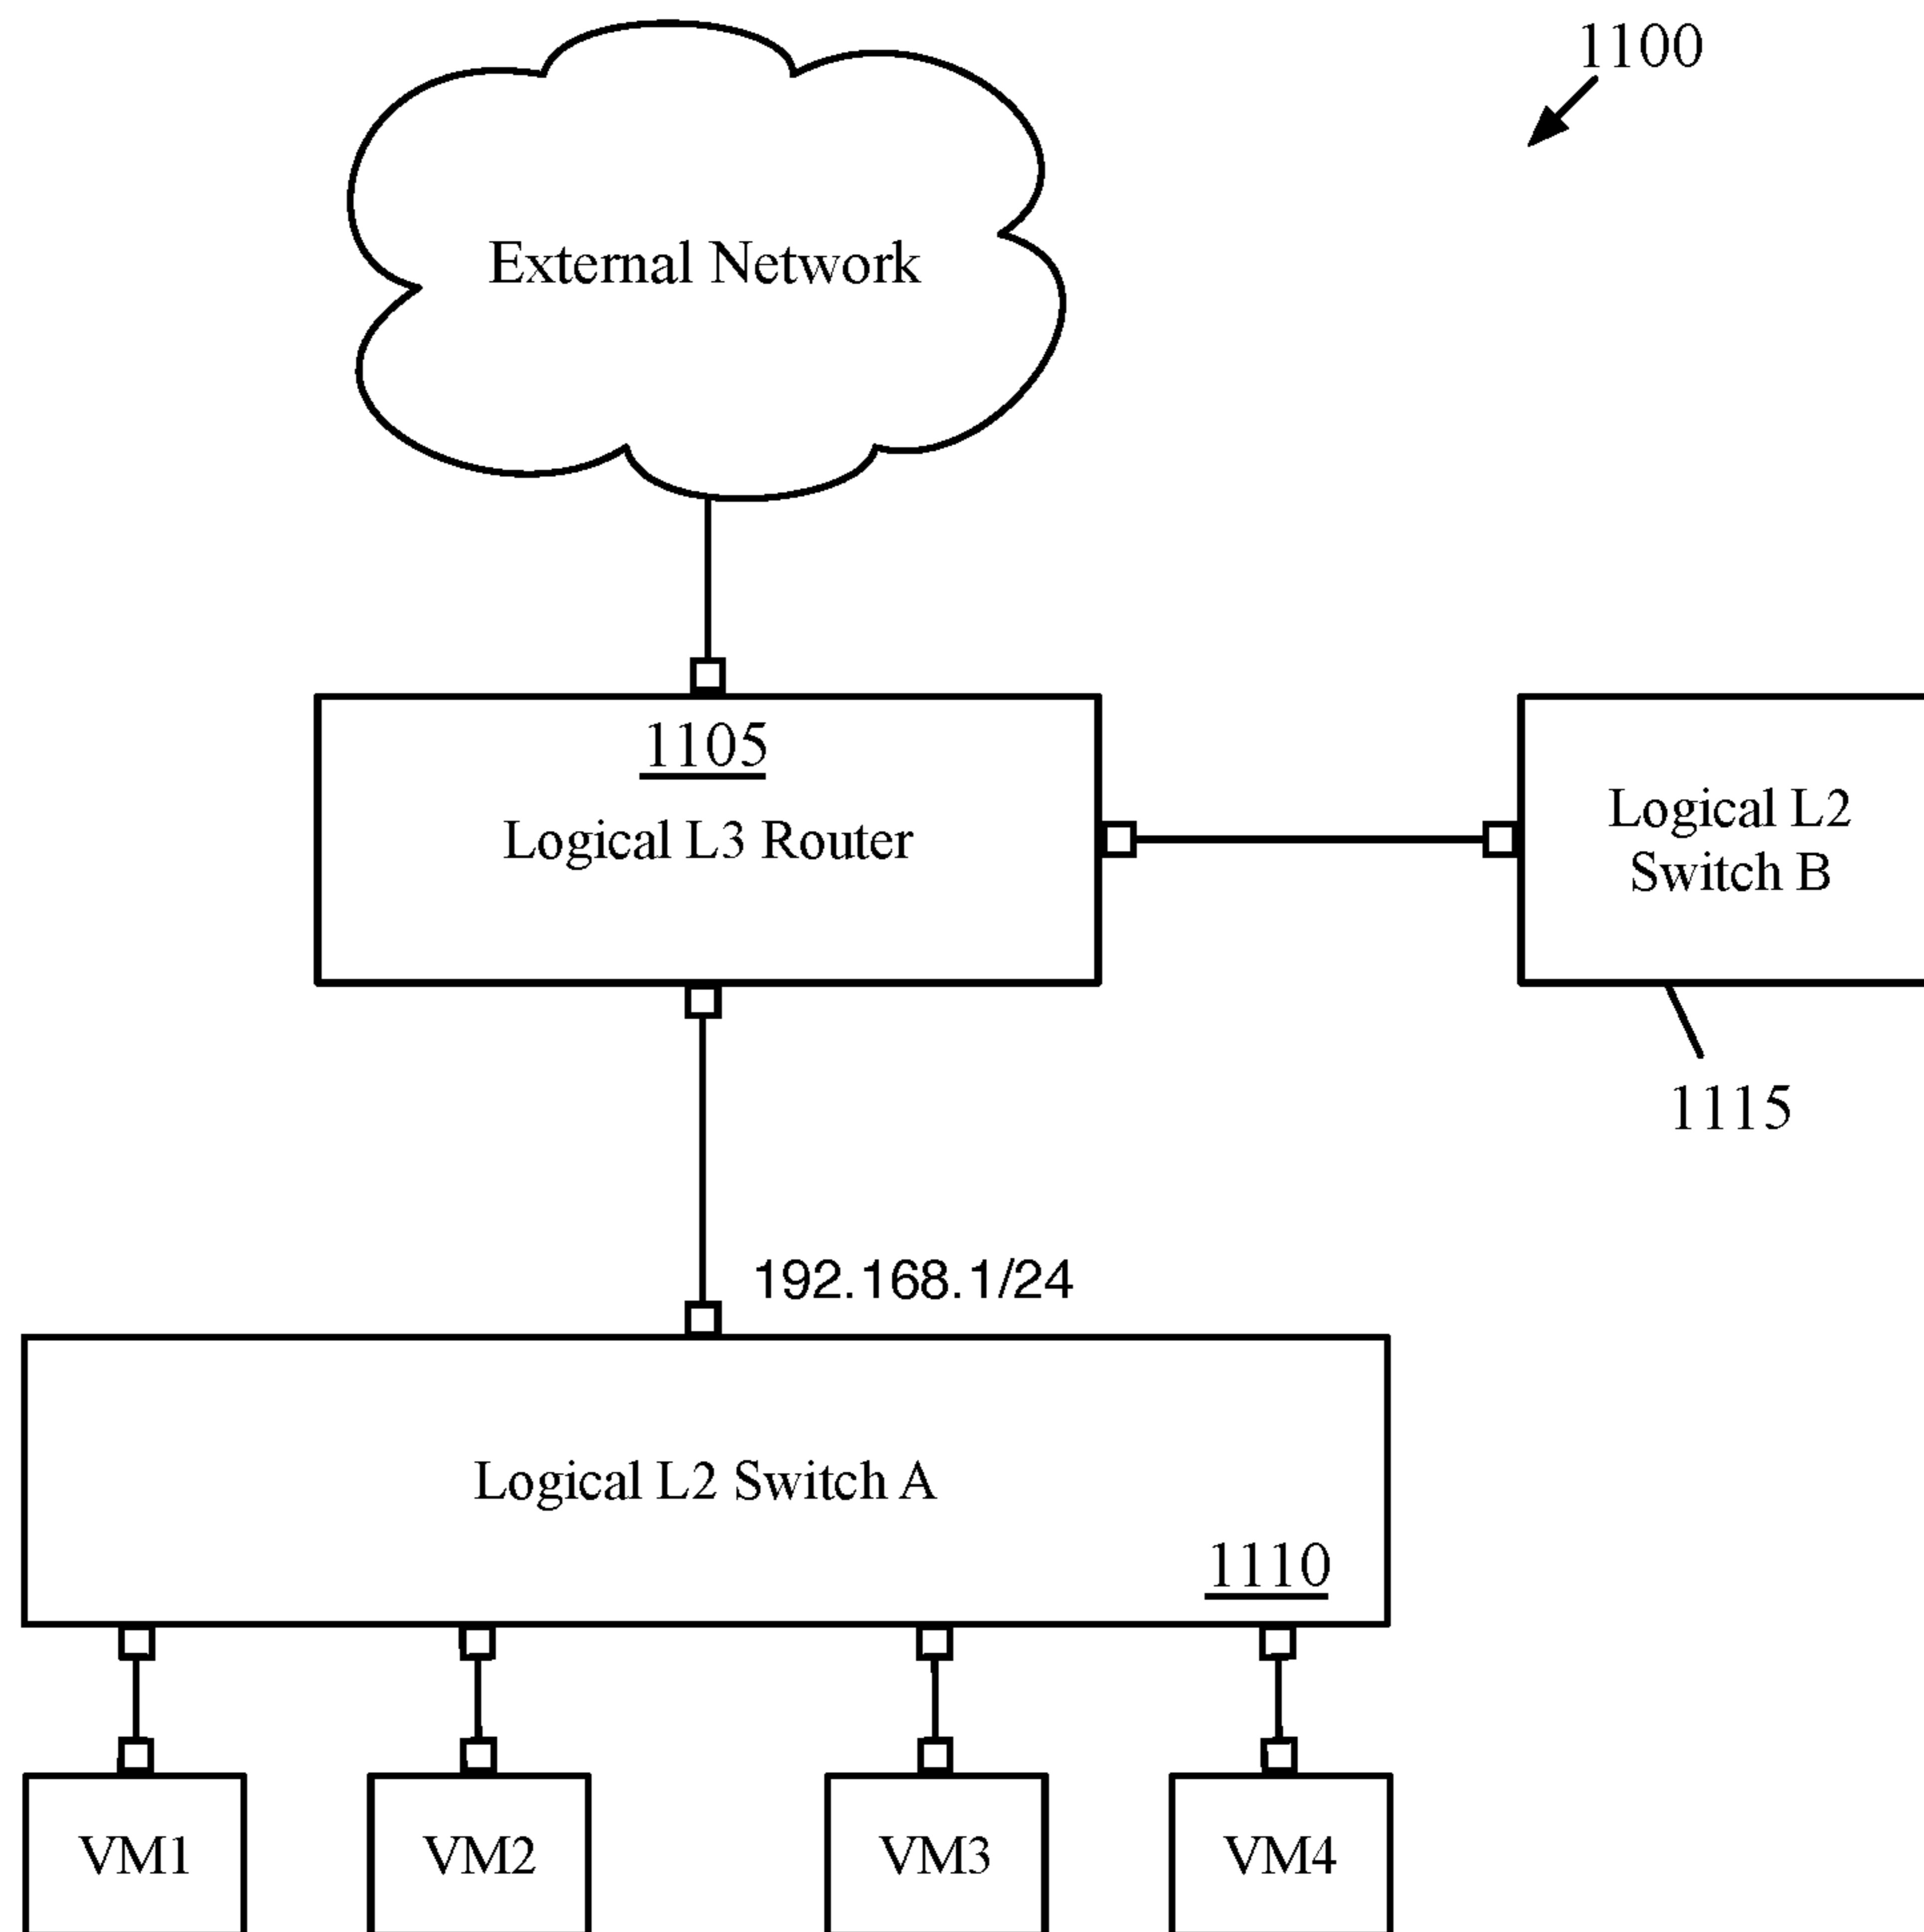 1100
External Network
1105
Logical L3 Router
Logical L2
Switch B
1115
192.168.1/24
Logical L2 Switch A
1110
VM1
VM2
VM3
VM4